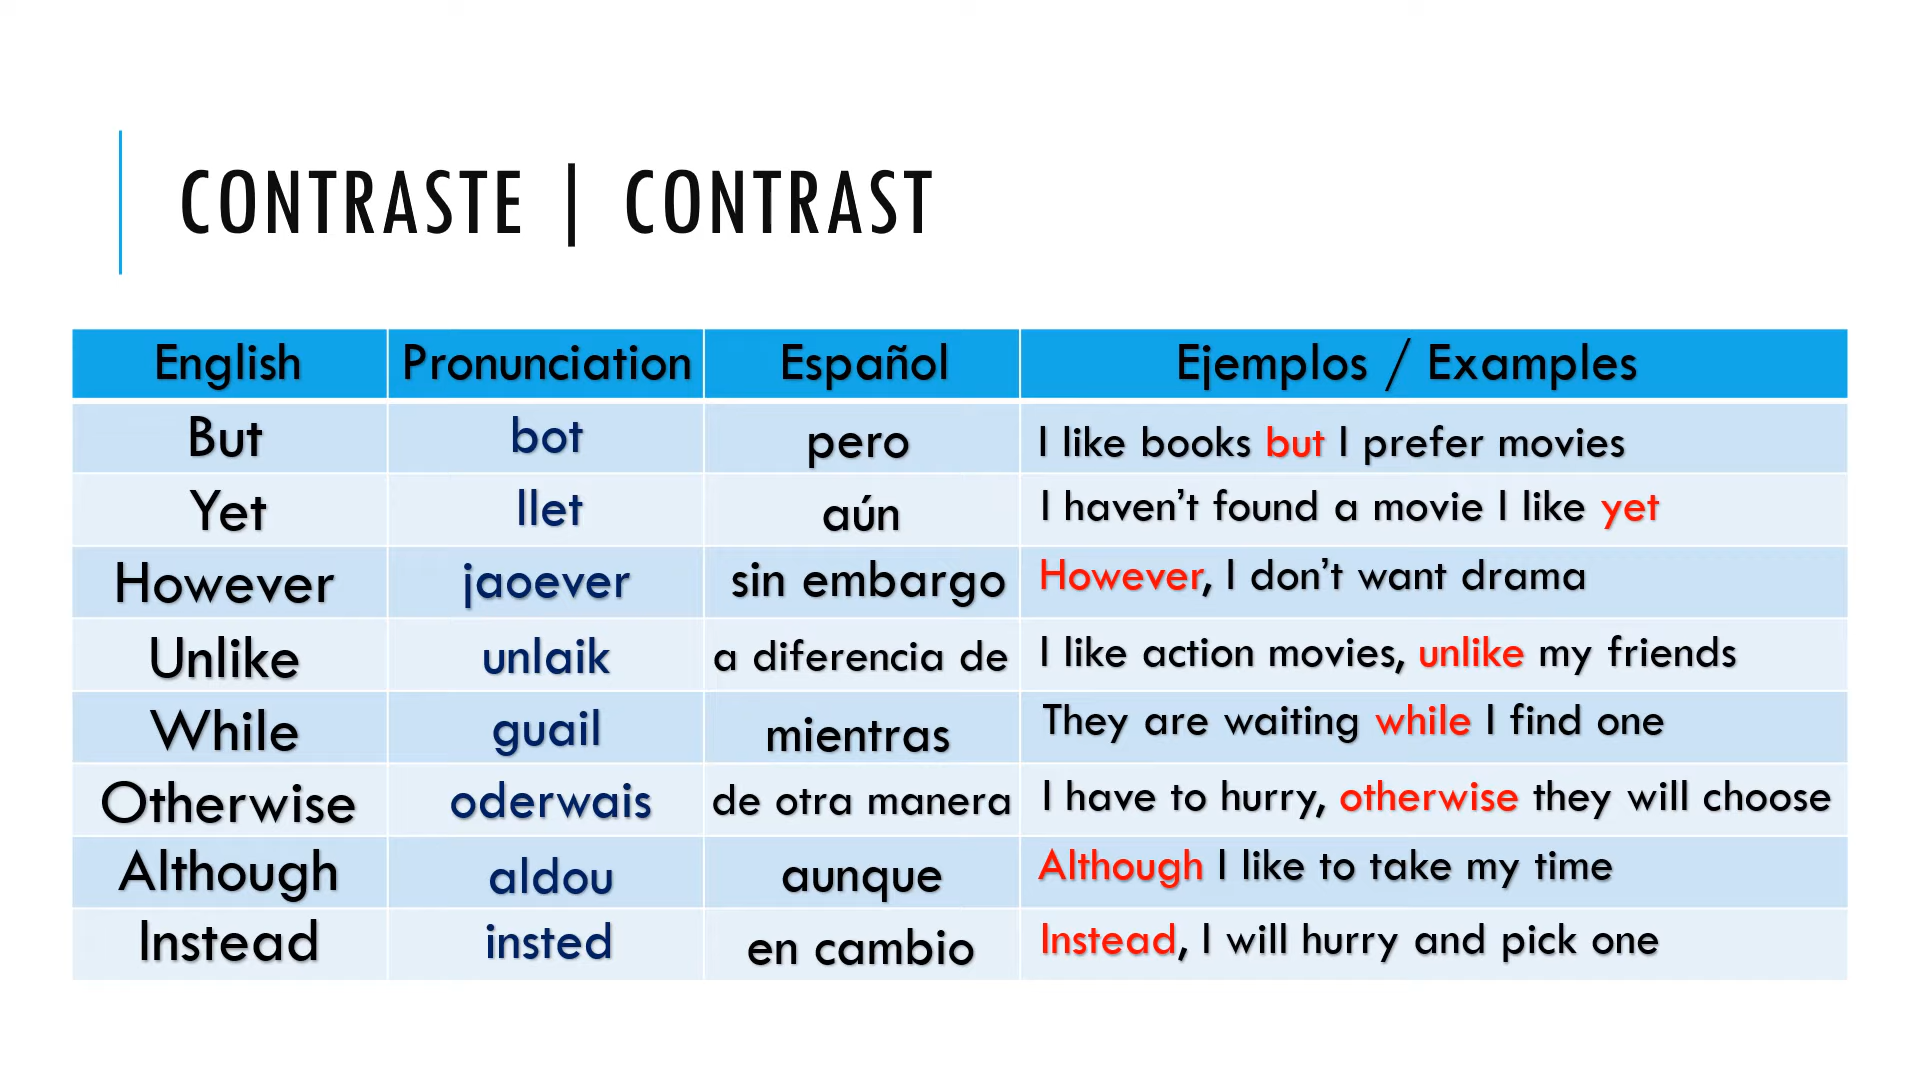 CONTRASTE | CONTRAST
English Pronunciation Español Ejemplos / Examples
But bot pero I like books but I prefer movies
Yet llet aún I haven’t found a movie I like yet
However jaoever sin embargo However, I don’t want drama
Unlike unlaik a diferencia de I like action movies, unlike my friends
While guail mientras They are waiting while I find one
Otherwise oderwais de otra manera I have to hurry, otherwise they will choose
Although aldou aunque Although I like to take my time
Instead insted en cambio Instead, I will hurry and pick one